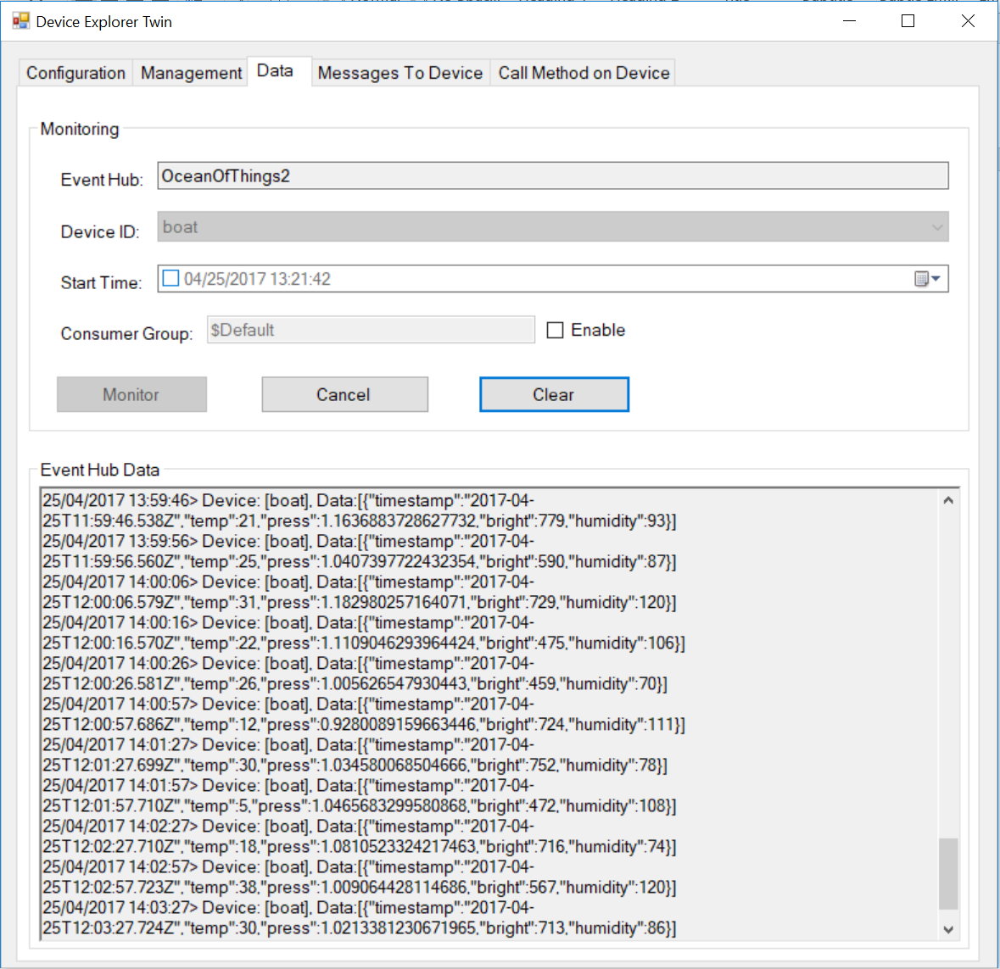 Device Explorer Twin
Configuration Management Data Messages To Device Call Method on Device
Monitoring
Event Hub: OceanOfThings2
Device ID: boat
Start Time: 04/25/2017 13:21:42
Consumer Group: $Default Enable
Monitor Cancel Clear
Event Hub Data
25/04/2017 13:59:46> Device: [boat], Data:[{"timestamp":"2017-04-
25T11:59:46.538Z","temp":21,"press":1.1636883728627732,"bright":779,"humidity":93}]
25/04/2017 13:59:56> Device: [boat], Data:[{"timestamp":"2017-04-
25T11:59:56.560Z","temp":25,"press":1.0407397722432354,"bright":590,"humidity":87}]
25/04/2017 14:00:06> Device: [boat], Data:[{"timestamp":"2017-04-
25T12:00:06.579Z","temp":31,"press":1.182980257164071,"bright":729,"humidity":120}]
25/04/2017 14:00:16> Device: [boat], Data:[{"timestamp":"2017-04-
25T12:00:16.570Z","temp":22,"press":1.1109046293964424,"bright":475,"humidity":106}]
25/04/2017 14:00:26> Device: [boat], Data:[{"timestamp":"2017-04-
25T12:00:26.581Z","temp":26,"press":1.005626547930443,"bright":459,"humidity":70}]
25/04/2017 14:00:57> Device: [boat], Data:[{"timestamp":"2017-04-
25T12:00:57.686Z","temp":12,"press":0.9280089159663446,"bright":724,"humidity":111}]
25/04/2017 14:01:27> Device: [boat], Data:[{"timestamp":"2017-04-
25T12:01:27.699Z","temp":30,"press":1.034580068504666,"bright":752,"humidity":78}]
25/04/2017 14:01:57> Device: [boat], Data:[{"timestamp":"2017-04-
25T12:01:57.710Z","temp":5,"press":1.0465683299580868,"bright":472,"humidity":108}]
25/04/2017 14:02:27> Device: [boat], Data:[{"timestamp":"2017-04-
25T12:02:27.710Z","temp":18,"press":1.0810523324217463,"bright":716,"humidity":74}]
25/04/2017 14:02:57> Device: [boat], Data:[{"timestamp":"2017-04-
25T12:02:57.723Z","temp":38,"press":1.009064428114686,"bright":567,"humidity":120}]
25/04/2017 14:03:27> Device: [boat], Data:[{"timestamp":"2017-04-
25T12:03:27.724Z","temp":30,"press":1.0213381230671965,"bright":713,"humidity":86}]